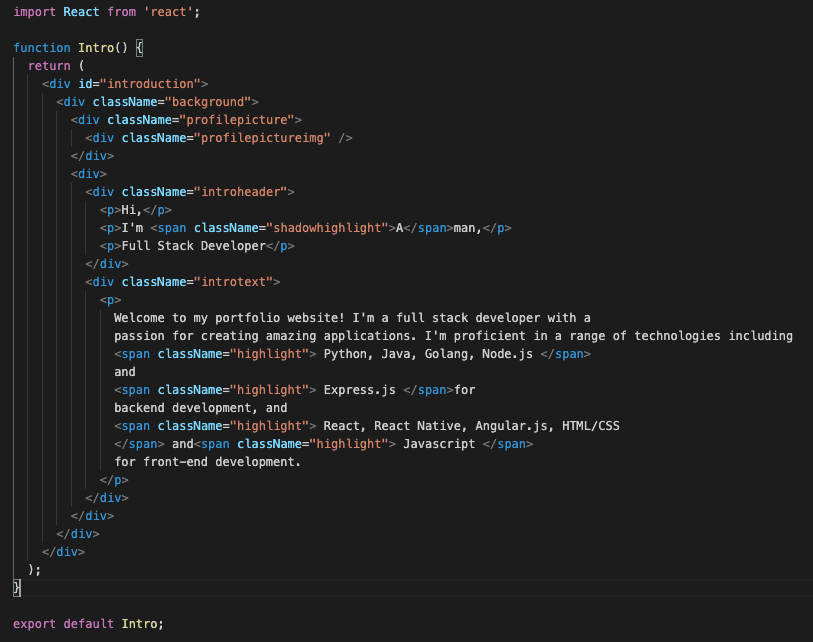 import React from 'react';

function Intro() {
  return (
    <div id="introduction">
      <div className="background">
        <div className="profilepicture">
          <div className="profilepictureimg" />
        </div>
        <div>
          <div className="introheader">
            <p>Hi,</p>
            <p>I'm <span className="shadowhighlight">A</span>man,</p>
            <p>Full Stack Developer</p>
          </div>
          <div className="introtext">
            <p>
              Welcome to my portfolio website! I'm a full stack developer with a
              passion for creating amazing applications. I'm proficient in a range of technologies including
              <span className="highlight"> Python, Java, Golang, Node.js </span>
              and
              <span className="highlight"> Express.js </span>for
              backend development, and
              <span className="highlight"> React, React Native, Angular.js, HTML/CSS
              </span> and<span className="highlight"> Javascript </span>
              for front-end development.
            </p>
          </div>
        </div>
      </div>
    </div>
  );
}

export default Intro;